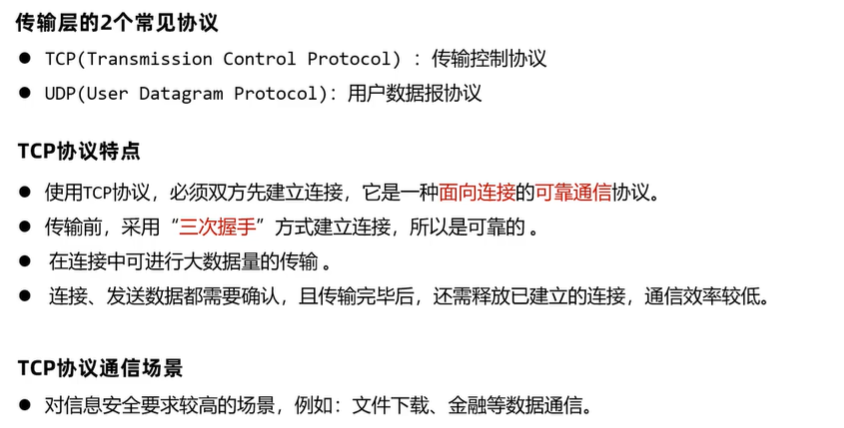 传输层的2个常见协议
● TCP(Transmission Control Protocol) ：传输控制协议
● UDP(User Datagram Protocol)：用户数据报协议
TCP协议特点
● 使用TCP协议，必须双方先建立连接，它是一种面向连接的可靠通信协议。
● 传输前，采用“三次握手”方式建立连接，所以是可靠的 。
● 在连接中可进行大数据量的传输 。
● 连接、发送数据都需要确认，且传输完毕后，还需释放已建立的连接，通信效率较低。
TCP协议通信场景
● 对信息安全要求较高的场景，例如：文件下载、金融等数据通信。